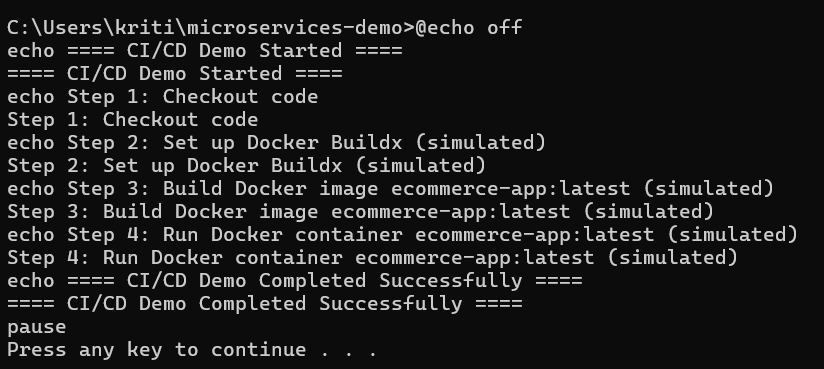 C:\Users\kriti\microservices-demo>@echo off
echo ==== CI/CD Demo Started ====
==== CI/CD Demo Started ====
echo Step 1: Checkout code
Step 1: Checkout code
echo Step 2: Set up Docker Buildx (simulated)
Step 2: Set up Docker Buildx (simulated)
echo Step 3: Build Docker image ecommerce-app:latest (simulated)
Step 3: Build Docker image ecommerce-app:latest (simulated)
echo Step 4: Run Docker container ecommerce-app:latest (simulated)
Step 4: Run Docker container ecommerce-app:latest (simulated)
echo ==== CI/CD Demo Completed Successfully ====
==== CI/CD Demo Completed Successfully ====
pause
Press any key to continue . . .